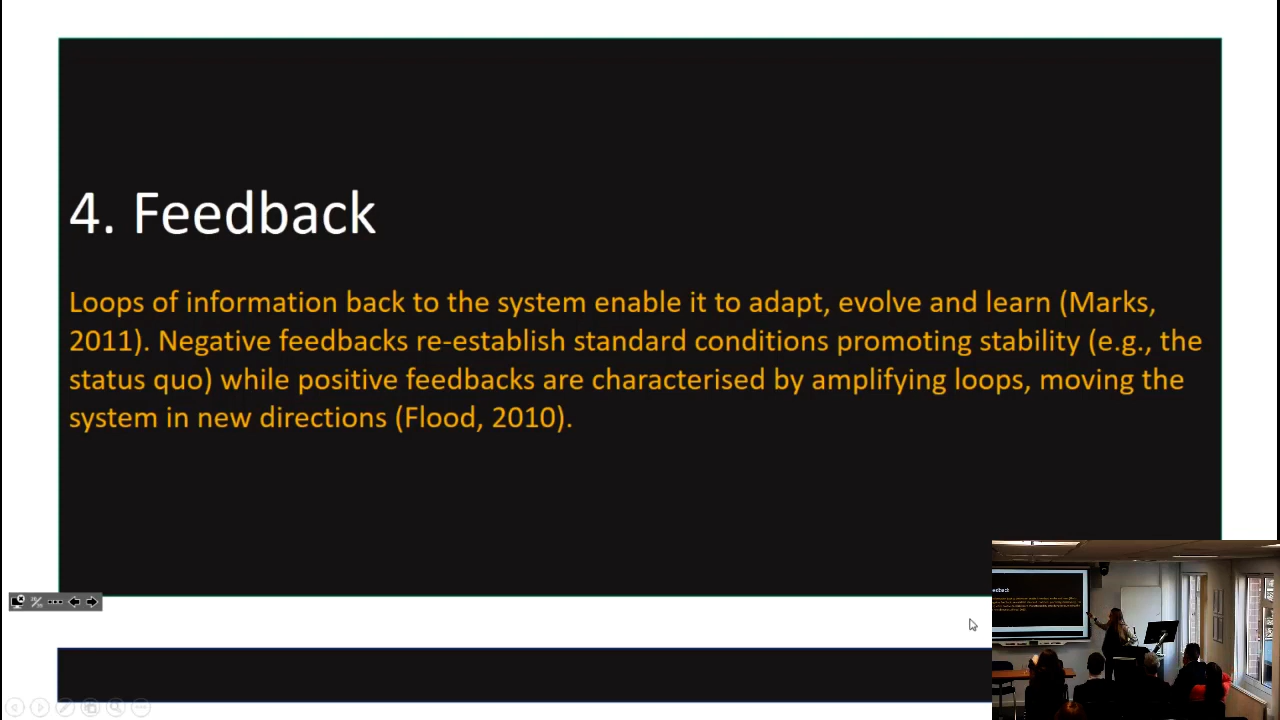 4. Feedback
Loops of information back to the system enable it to adapt, evolve and learn (Marks,
2011). Negative feedbacks re-establish standard conditions promoting stability (e.g., the
status quo) while positive feedbacks are characterised by amplifying loops, moving the
system in new directions (Flood, 2010).